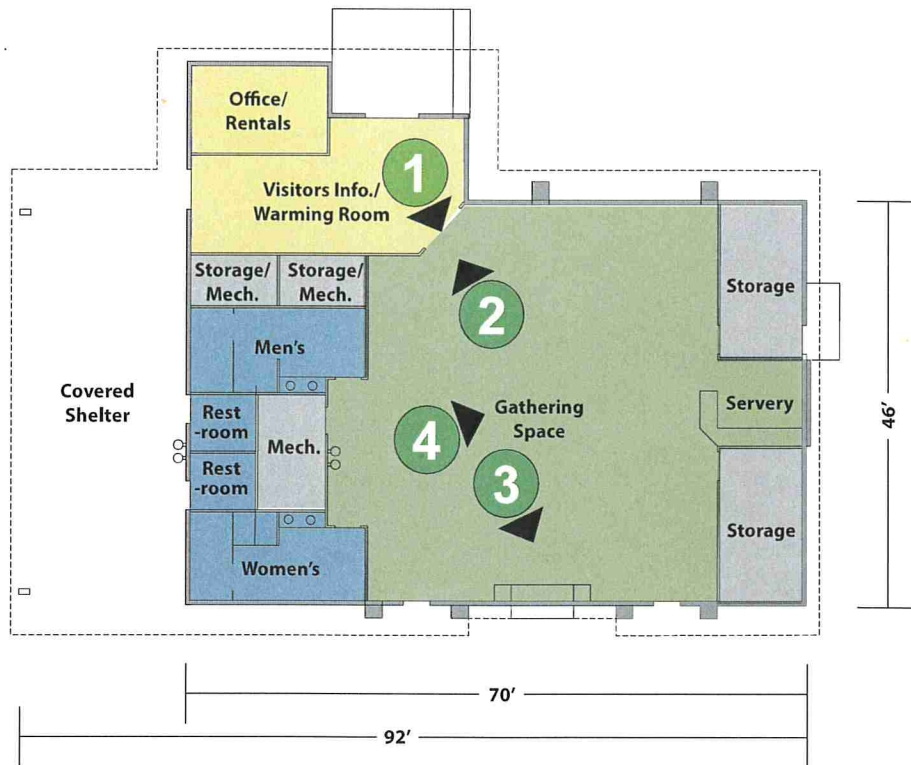 Office/
Rentals
1
Visitors Info./
Warming Room
Storage/
Mech.
Storage/
Mech.
Storage
2
Men's
Covered
Shelter
Rest
-room
Mech.
4
Gathering
Space
Servery
46'
Rest
-room
3
Storage
Women's
70'
92'